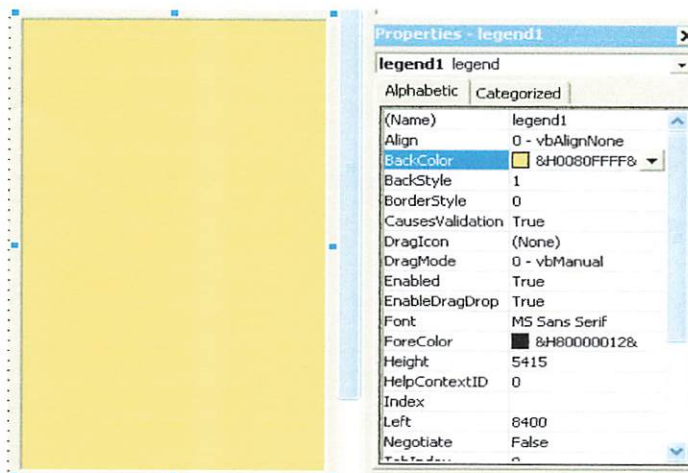 Properties - legend1
legend1 legend
Alphabetic Categorized
(Name) legend1
Align 0 - vbAlignNone
BackColor &H0080FFFF&
BackStyle 1
BorderStyle 0
CausesValidation True
DragIcon (None)
DragMode 0 - vbManual
Enabled True
EnableDragDrop True
Font MS Sans Serif
ForeColor &H80000012&
Height 5415
HelpContextID 0
Index
Left 8400
Negotiate False